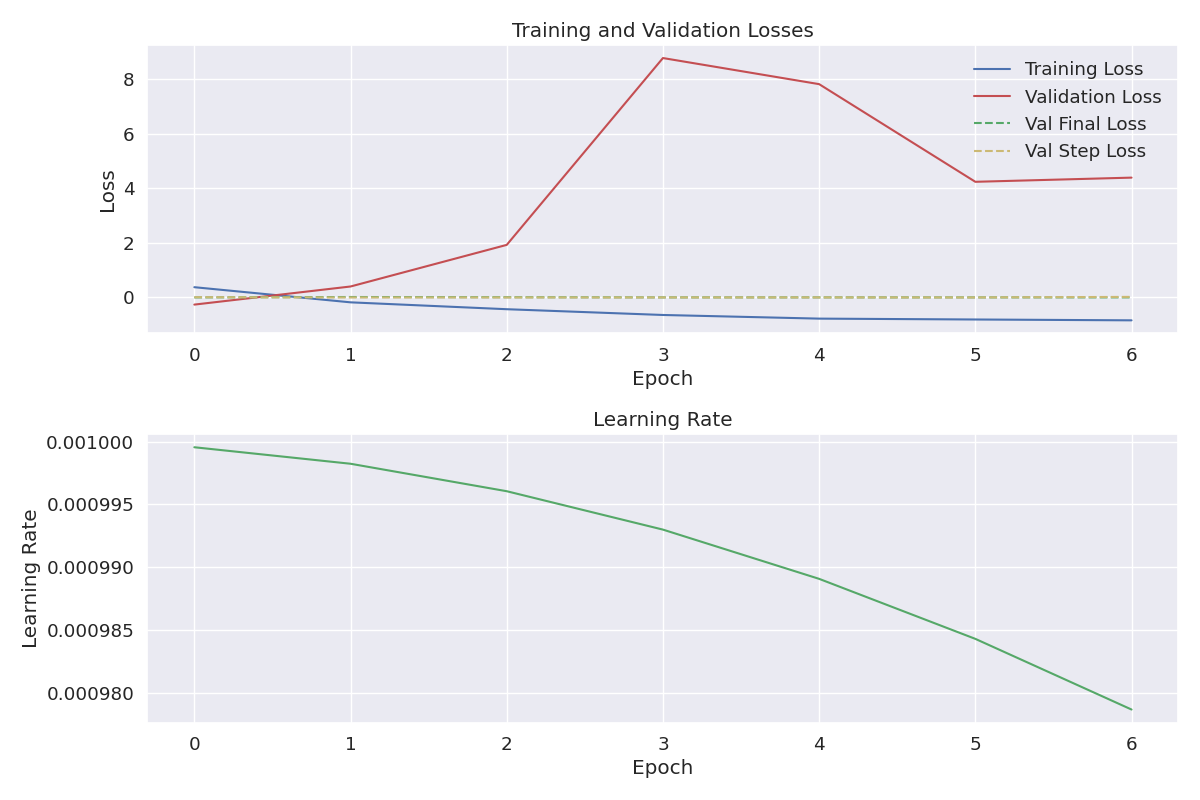 Training and Validation Losses
Loss
8
6
4
2
0
Training Loss
Validation Loss
Val Final Loss
Val Step Loss
0 1 2 3 4 5 6
Epoch
Learning Rate
Learning Rate
0.001000
0.000995
0.000990
0.000985
0.000980
0 1 2 3 4 5 6
Epoch